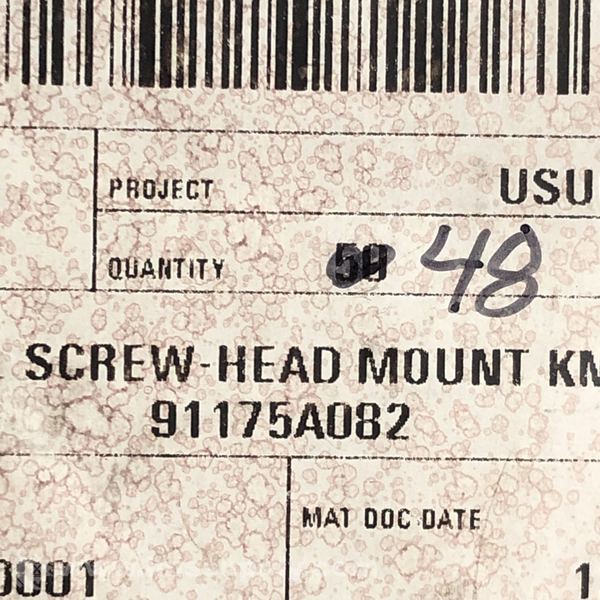 PROJECT USU
QUANTITY 50 48
SCREW-HEAD MOUNT KN
91175A082
MAT DOC DATE
0001 1